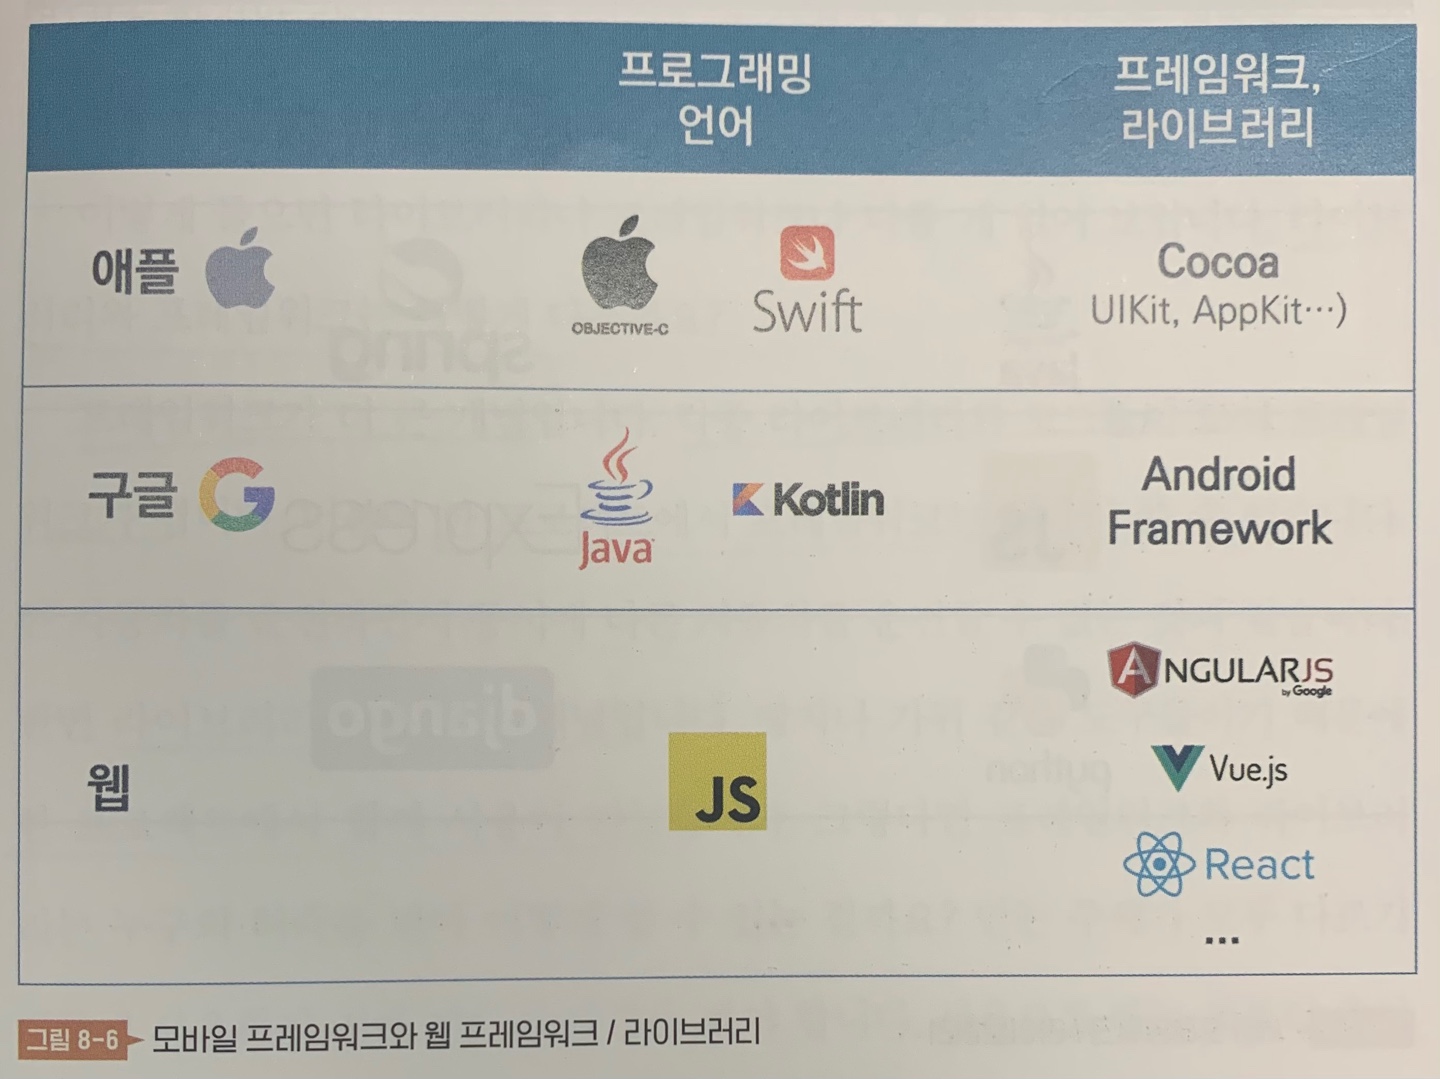 프로그래밍
언어
프레임워크,
라이브러리
애플
OBJECTIVE-C
Swift
Cocoa
UIKit, AppKit…)
구글
Java
Kotlin
Android
Framework
웹
JS
ANGULARJS
by Google
Vue.js
React
...
그림 8-6 모바일 프레임워크와 웹 프레임워크 / 라이브러리